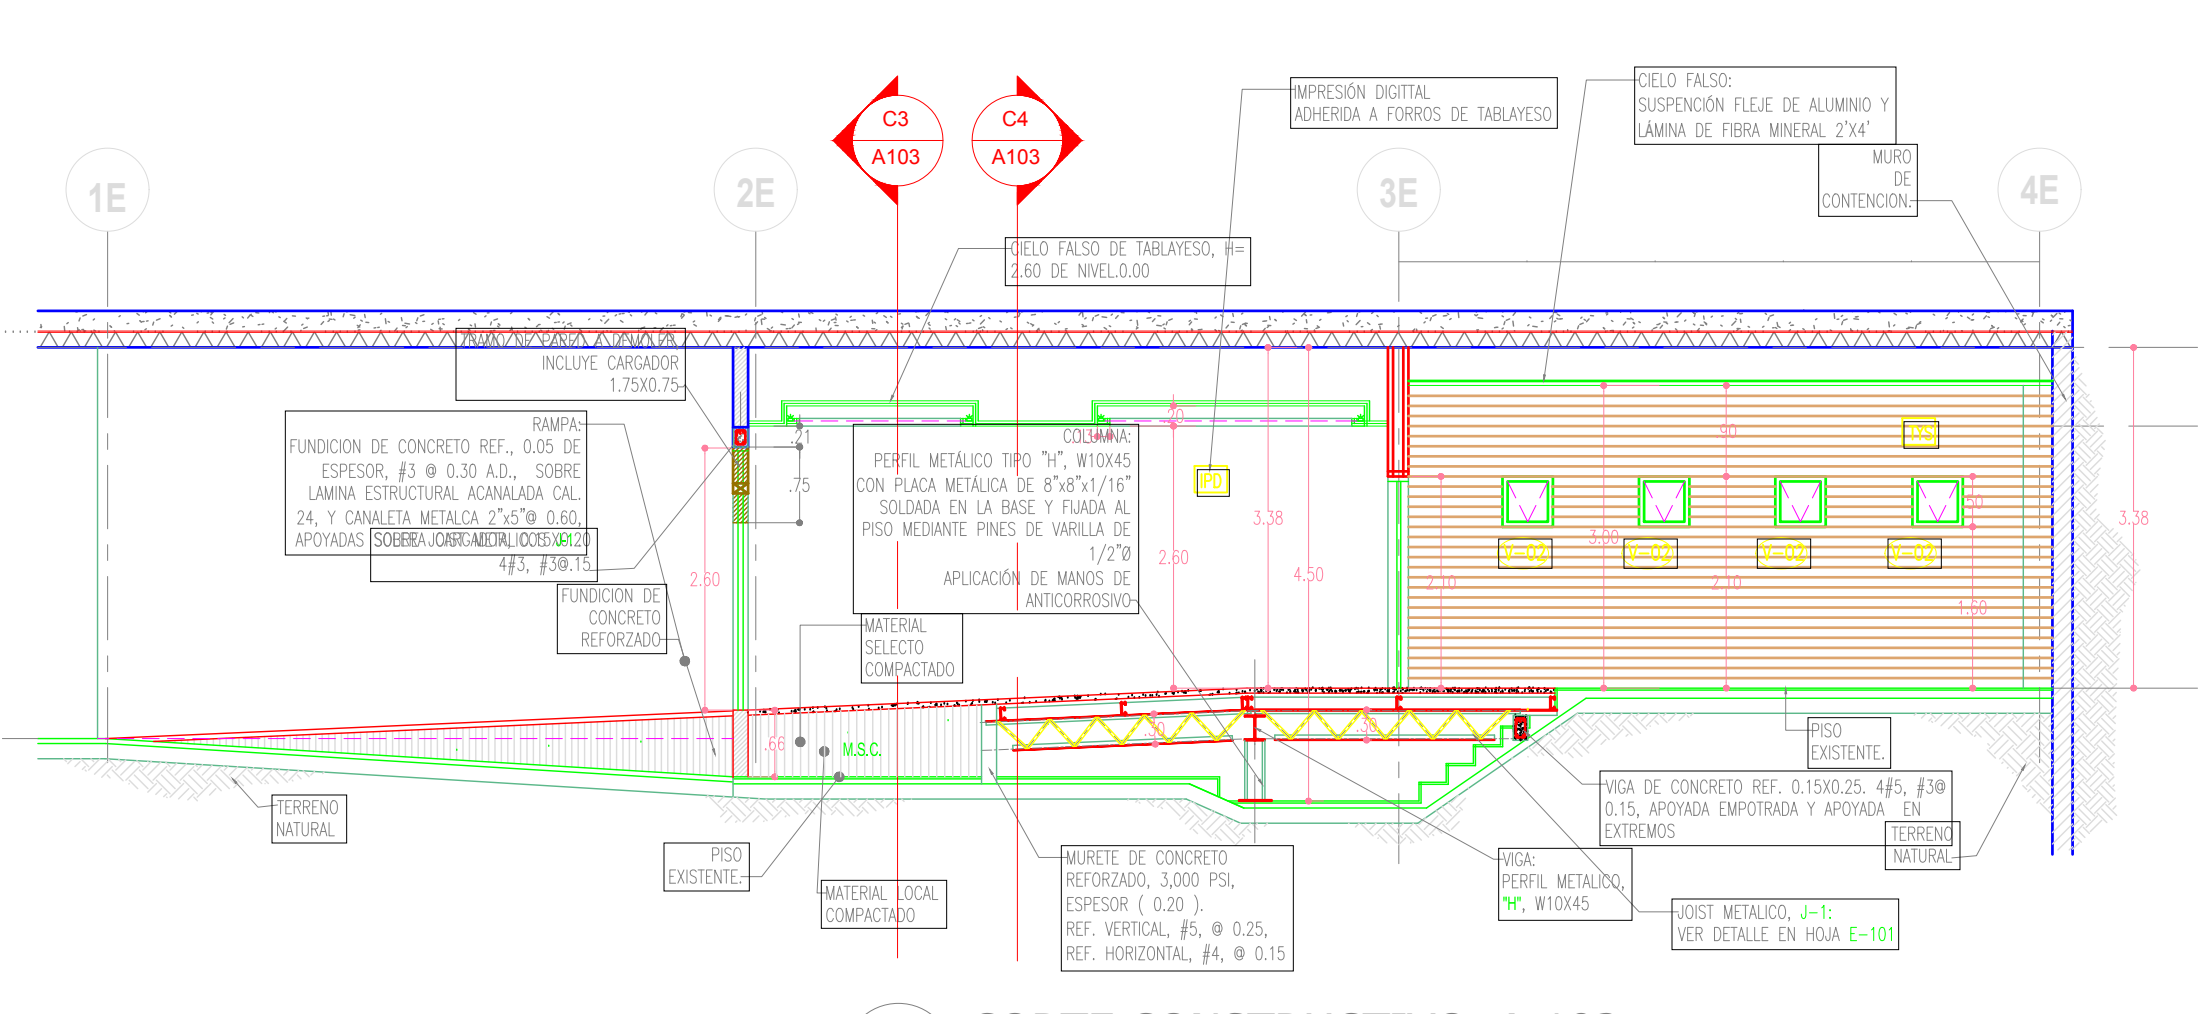 C3
A103
C4
A103
IMPRESIÓN DIGITTAL
ADHERIDA A FORROS DE TABLAYESO
CIELO FALSO:
SUSPENCIÓN FLEJE DE ALUMINIO Y
LÁMINA DE FIBRA MINERAL 2'X4'
MURO
DE
CONTENCION.
1E
2E
3E
4E
CIELO FALSO DE TABLAYESO, H=
2.60 DE NIVEL.0.00
TRAMO DE PARED A DEMOLER
INCLUYE CARGADOR
1.75X0.75
RAMPA:
FUNDICION DE CONCRETO REF., 0.05 DE
ESPESOR, #3 @ 0.30 A.D., SOBRE
LAMINA ESTRUCTURAL ACANALADA CAL.
24, Y CANALETA METALCA 2"x5"@ 0.60,
APOYADAS
4#3, #3@.15
FUNDICION DE
CONCRETO
REFORZADO
.21
.75
2.60
COLUMNA:
PERFIL METÁLICO TIPO "H", W10X45
CON PLACA METÁLICA DE 8"x8"x1/16"
SOLDADA EN LA BASE Y FIJADA AL
PISO MEDIANTE PINES DE VARILLA DE
1/2"Ø
APLICACIÓN DE MANOS DE
ANTICORROSIVO
MATERIAL
SELECTO
COMPACTADO
.20
IPD
2.60
3.38
4.50
2.10
3.00
.90
2.10
TYS
.50
1.60
3.38
V-02
V-02
V-02
V-02
.66
M.S.C.
.30
.30
TERRENO
NATURAL
PISO
EXISTENTE.
MATERIAL LOCAL
COMPACTADO
MURETE DE CONCRETO
REFORZADO, 3,000 PSI,
ESPESOR ( 0.20 ).
REF. VERTICAL, #5, @ 0.25,
REF. HORIZONTAL, #4, @ 0.15
PISO
EXISTENTE.
VIGA DE CONCRETO REF. 0.15X0.25. 4#5, #3@
0.15, APOYADA EMPOTRADA Y APOYADA EN
EXTREMOS
TERRENO
NATURAL
VIGA:
PERFIL METALICO,
"H", W10X45
JOIST METALICO, J-1:
VER DETALLE EN HOJA E-101